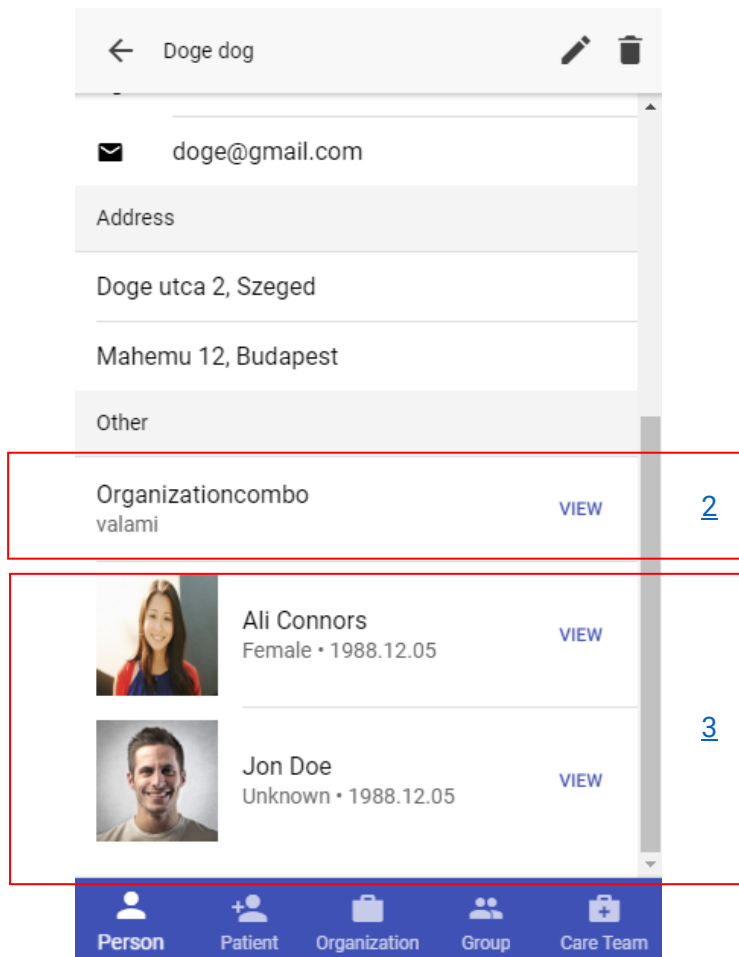 Doge dog
doge@gmail.com
Address
Doge utca 2, Szeged
Mahemu 12, Budapest
Other
Organizationcombo
valami
VIEW
2
Ali Connors
Female • 1988.12.05
VIEW
3
Jon Doe
Unknown • 1988.12.05
VIEW
Person Patient Organization Group Care Team